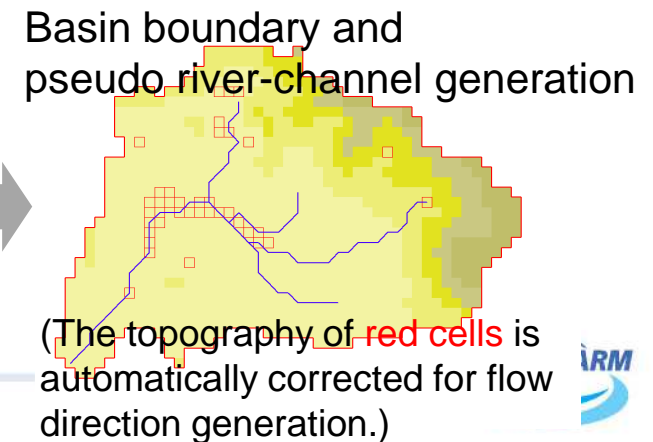 Basin boundary and
pseudo river-channel generation
(The topography of red cells is
automatically corrected for flow
direction generation.)
ARM